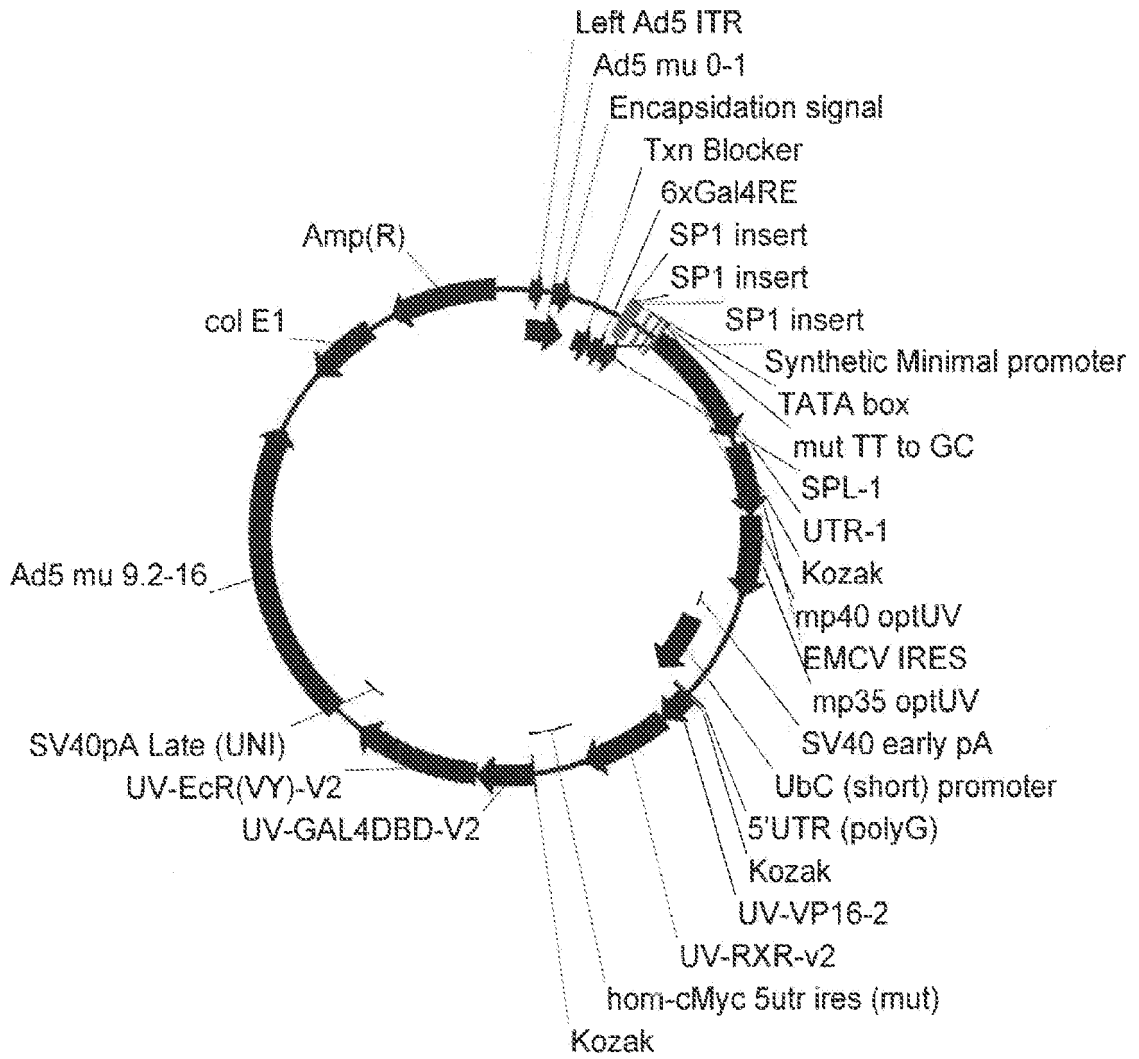 Left Ad5 ITR
Ad5 mu 0-1
Encapsidation signal
Txn Blocker
6xGal4RE
SP1 insert
SP1 insert
SP1 insert
Synthetic Minimal promoter
TATA box
mut TT to GC
SPL-1
UTR-1
Kozak
mp40 optUV
EMCV IRES
mp35 optUV
SV40 early pA
UbC (short) promoter
5'UTR (polyG)
Kozak
UV-VP16-2
UV-RXR-v2
hom-cMyc 5utr ires (mut)
Kozak
UV-GAL4DBD-V2
UV-EcR(VY)-V2
SV40pA Late (UNI)
Ad5 mu 9.2-16
col E1
Amp(R)